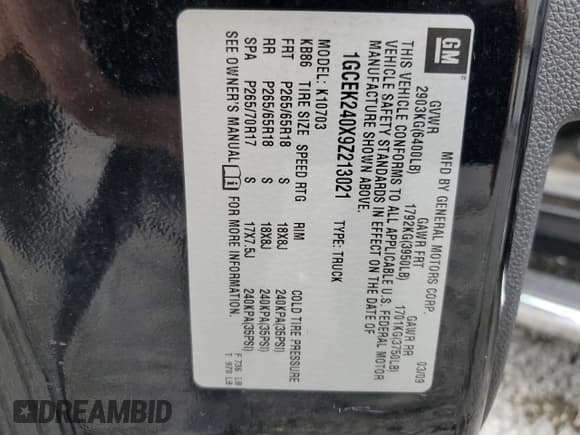 GM
MFD BY GENERAL MOTORS CORP. 03/09
GVWR GAWR FRT GAWR RR
2903KG(6400LB) 1792KG(3950LB) 1701KG(3750LB)
THIS VEHICLE CONFORMS TO ALL APPLICABLE U.S. FEDERAL MOTOR
VEHICLE SAFETY STANDARDS IN EFFECT ON THE DATE OF
MANUFACTURE SHOWN ABOVE.
1GCEK240X9Z213021 TYPE: TRUCK
MODEL: K10703
KB86 TIRE SIZE SPEED RTG RIM COLD TIRE PRESSURE
FRT P265/65R18 S 18X8J 240KPA(35PSI)
RR P265/65R18 S 18X8J 240KPA(35PSI)
SPA P265/70R17 S 17X7.5J 240KPA(35PSI)
SEE OWNER'S MANUAL FOR MORE INFORMATION.
F 736 LB
T 978 LB
DREAMBID